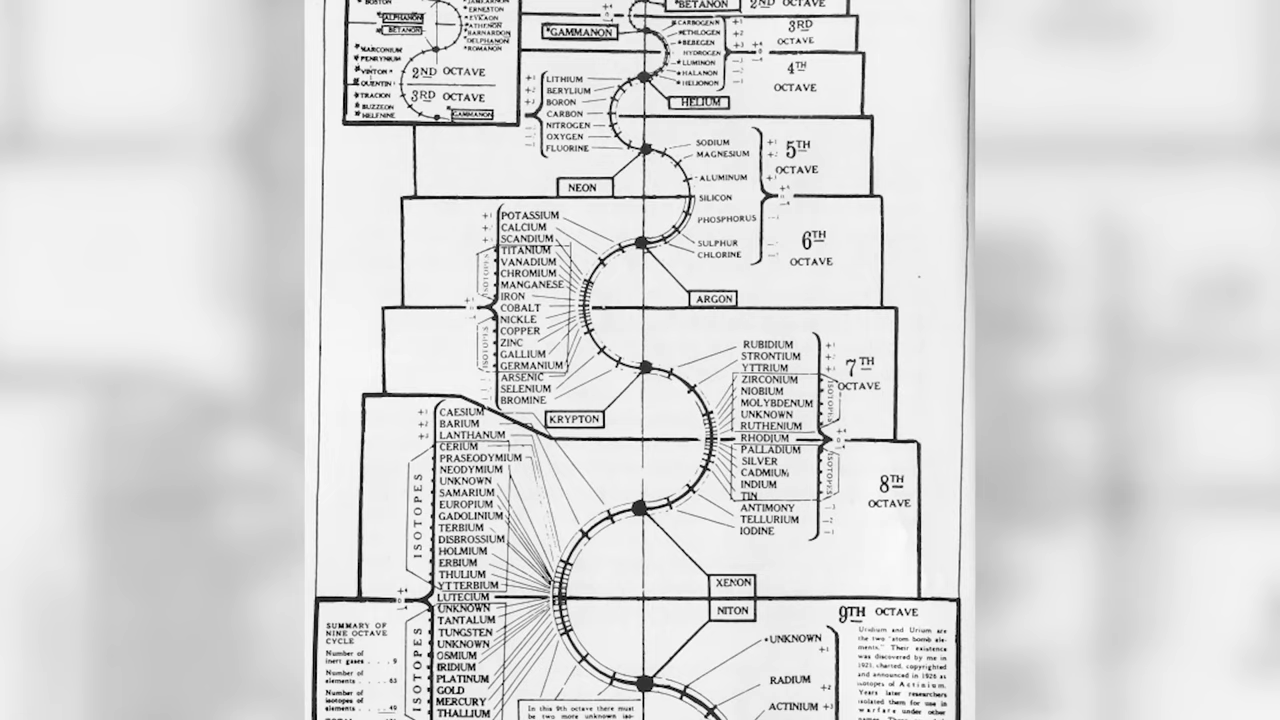 BOSTON
ALPHANON
BETANON
JAMEARNON
ERNESTON
EYKAON
ATHENON
BARNARDON
DELPHANON
ROMANON
MARCONIUM
PENRYNIUM
VINTON
QUENTIN
TRACION
BUZZEON
HELFNINE
2ND OCTAVE
3RD OCTAVE
GAMMANON
*BETANON
2ND OCTAVE
*GAMMANON
CARBOGEN
ETHLOGEN
BEBEGEN
HYDROGEN
LUMINON
HALANON
HELIONON
3RD
OCTAVE
4TH
OCTAVE
LITHIUM
BERYLIUM
BORON
CARBON
NITROGEN
OXYGEN
FLUORINE
HELIUM
SODIUM
MAGNESIUM
ALUMINUM
SILICON
PHOSPHORUS
SULPHUR
CHLORINE
5TH
OCTAVE
NEON
6TH
OCTAVE
POTASSIUM
CALCIUM
SCANDIUM
TITANIUM
VANADIUM
CHROMIUM
MANGANESE
IRON
COBALT
NICKLE
COPPER
ZINC
GALLIUM
GERMANIUM
ARSENIC
SELENIUM
BROMINE
ISOTOPES
ISOTOPES
ARGON
RUBIDIUM
STRONTIUM
YTTRIUM
ZIRCONIUM
NIOBIUM
MOLYBDENUM
UNKNOWN
RUTHENIUM
RHODIUM
PALLADIUM
SILVER
CADMIUM
INDIUM
TIN
ANTIMONY
TELLURIUM
IODINE
ISOTOPES
ISOTOPES
7TH
OCTAVE
KRYPTON
CAESIUM
BARIUM
LANTHANUM
CERIUM
PRASEODYMIUM
NEODYMIUM
UNKNOWN
SAMARIUM
EUROPIUM
GADOLINIUM
TERBIUM
DISBROSSIUM
HOLMIUM
ERBIUM
THULIUM
YTTERBIUM
LUTECIUM
UNKNOWN
TANTALUM
TUNGSTEN
UNKNOWN
OSMIUM
IRIDIUM
PLATINUM
GOLD
MERCURY
THALLIUM
ISOTOPES
ISOTOPES
8TH
OCTAVE
XENON
NITON
9TH OCTAVE
UNKNOWN
+1
RADIUM
+2
ACTINIUM +3
Uridium and Urium are
the two "atom bomb ele-
ments." Their existence
was discovered by me in
1921, charted, copyrighted
and announced in 1926 as
isotopes of Actinium.
Years later researchers
isolated them for use in
warfare under other
SUMMARY OF
NINE OCTAVE
CYCLE
Number of
inert gases . . . . 9
Number of
elements . . . . 63
Number of
isotopes of
elements . . . . 49
In this 9th octave there must
be two more unknown iso-